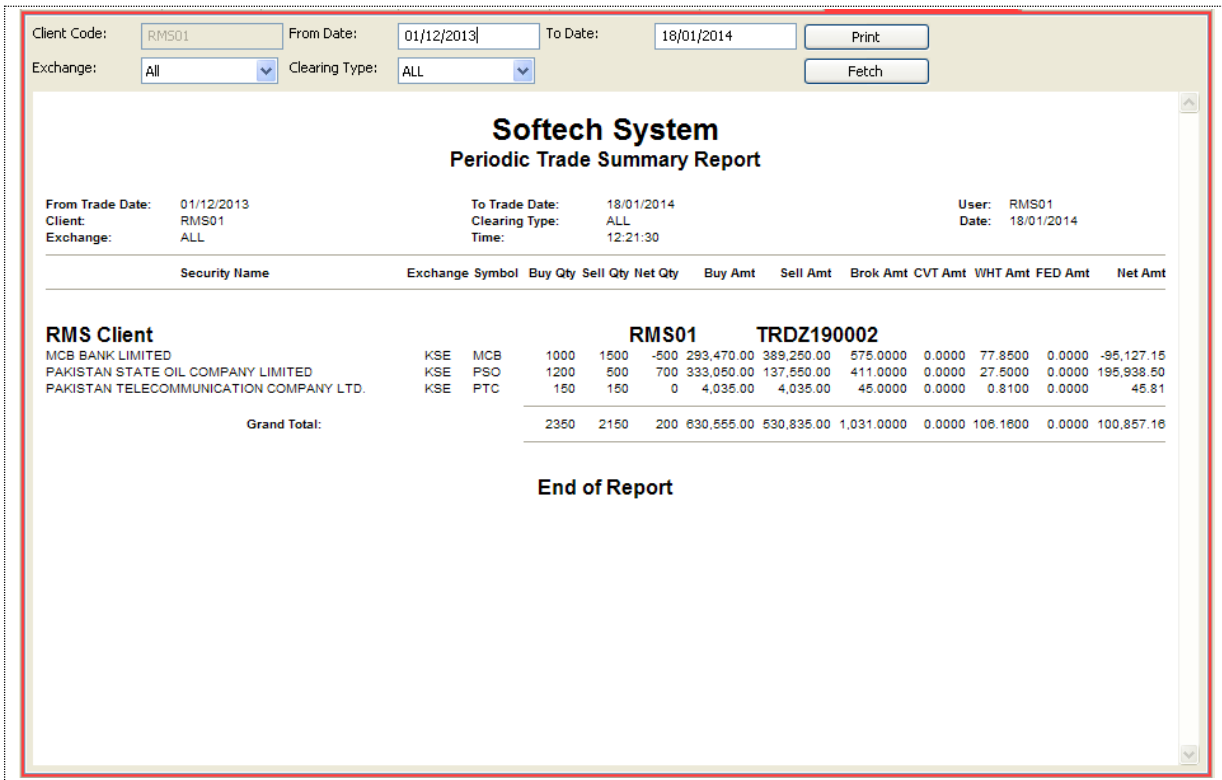 Client Code: RMS01 From Date: 01/12/2013 To Date: 18/01/2014 Print
Exchange: All Clearing Type: ALL Fetch
Softech System
Periodic Trade Summary Report
From Trade Date: 01/12/2013 To Trade Date: 18/01/2014 User: RMS01
Client: RMS01 Clearing Type: ALL Date: 18/01/2014
Exchange: ALL Time: 12:21:30
Security Name Exchange Symbol Buy Qty Sell Qty Net Qty Buy Amt Sell Amt Brok Amt CVT Amt WHT Amt FED Amt Net Amt
RMS Client RMS01 TRDZ190002
MCB BANK LIMITED KSE MCB 1000 1500 -500 293,470.00 389,250.00 575.0000 0.0000 77.8500 0.0000 -95,127.15
PAKISTAN STATE OIL COMPANY LIMITED KSE PSO 1200 500 700 333,050.00 137,550.00 411.0000 0.0000 27.5000 0.0000 195,938.50
PAKISTAN TELECOMMUNICATION COMPANY LTD. KSE PTC 150 150 0 4,035.00 4,035.00 45.0000 0.0000 0.8100 0.0000 45.81
Grand Total: 2350 2150 200 630,555.00 530,835.00 1,031.0000 0.0000 106.1600 0.0000 100,857.16
End of Report